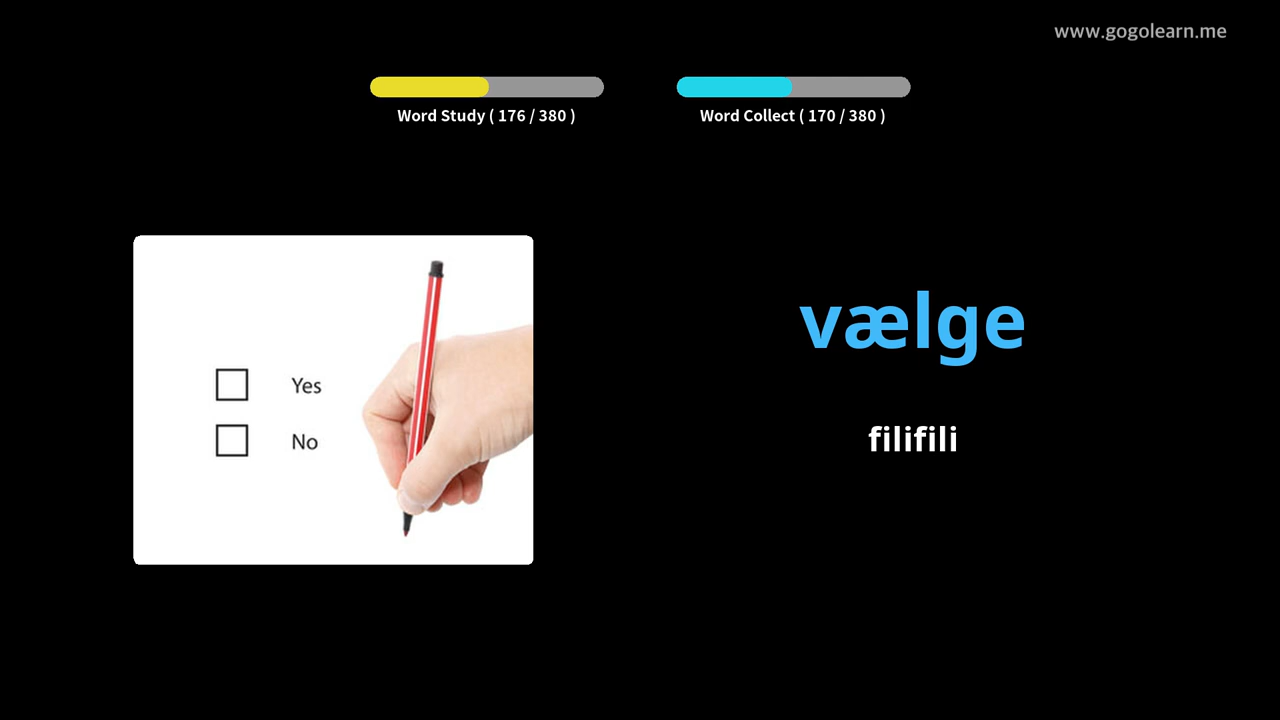 www.gogolearn.me
Word Study ( 176 / 380 )
Word Collect ( 170 / 380 )
Yes
No
vælge
filifili